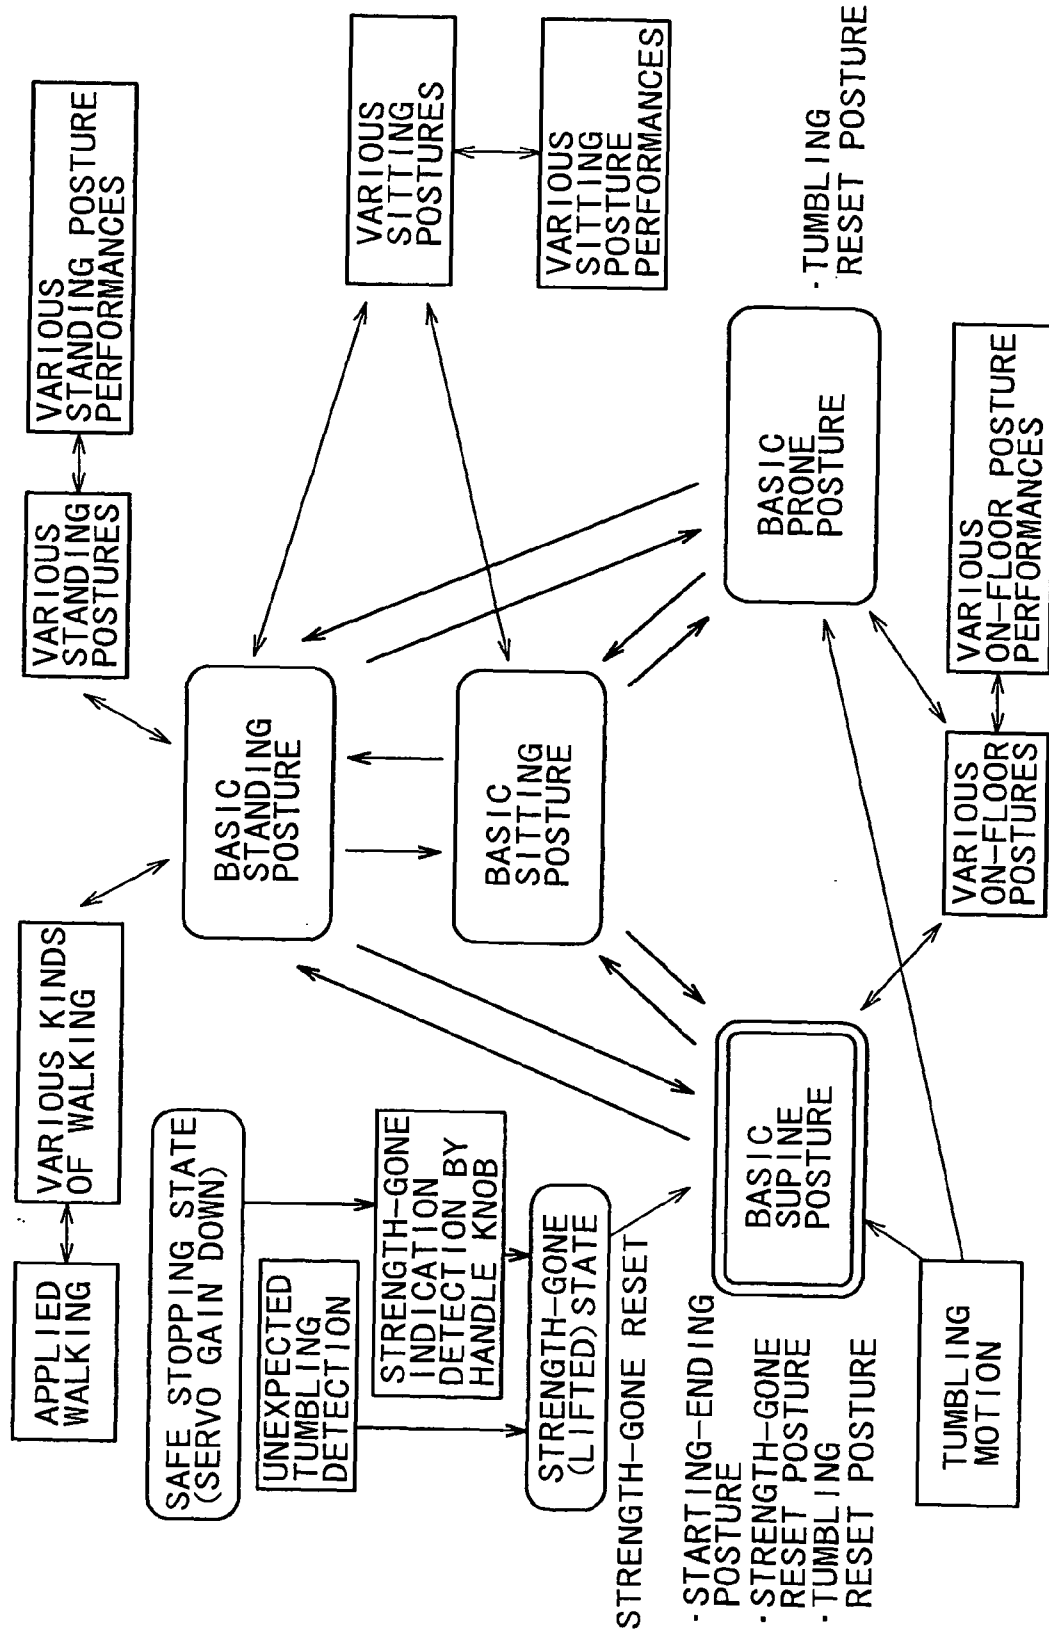 APPLIED
WALKING
VARIOUS KINDS
OF WALKING
VARIOUS
STANDING
POSTURES
VARIOUS
STANDING POSTURE
PERFORMANCES
SAFE STOPPING STATE
(SERVO GAIN DOWN)
UNEXPECTED
TUMBLING
DETECTION
STRENGTH-GONE
INDICATION
DETECTION BY
HANDLE KNOB
STRENGTH-GONE
(LIFTED) STATE
STRENGTH-GONE RESET
BASIC
STANDING
POSTURE
BASIC
SITTING
POSTURE
VARIOUS
SITTING
POSTURES
VARIOUS
SITTING
POSTURE
PERFORMANCES
·STARTING-ENDING
POSTURE
·STRENGTH-GONE
RESET POSTURE
·TUMBLING
RESET POSTURE
BASIC
SUPINE
POSTURE
BASIC
PRONE
POSTURE
·TUMBLING
RESET POSTURE
TUMBLING
MOTION
VARIOUS
ON-FLOOR
POSTURES
VARIOUS
ON-FLOOR POSTURE
PERFORMANCES